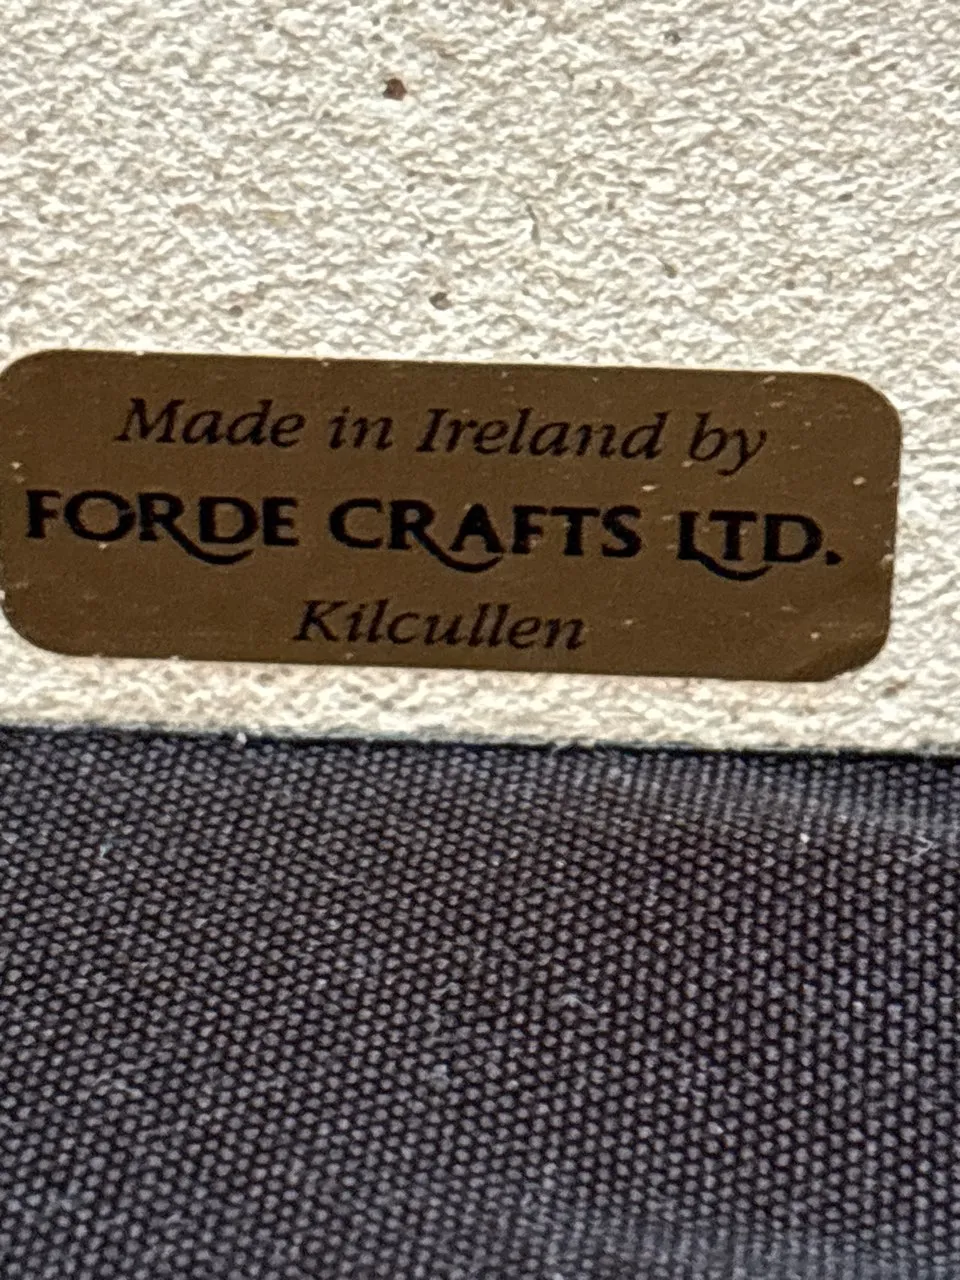 Made in Ireland by
FORDE CRAFTS LTD.
Kilcullen